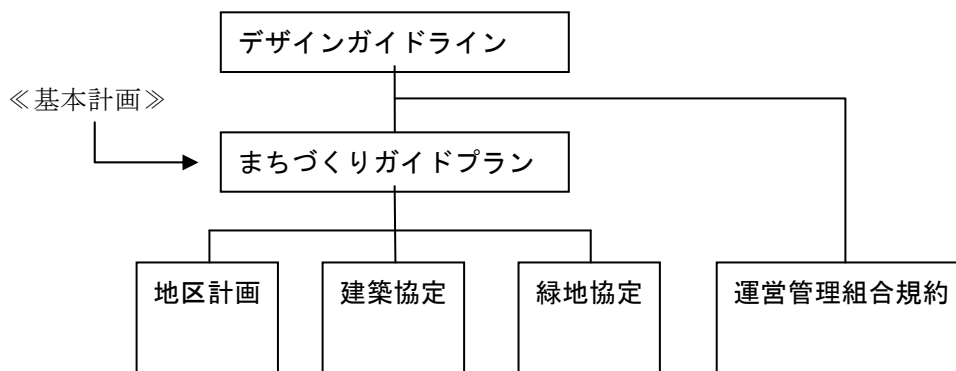 デザインガイドライン
≪基本計画≫
まちづくりガイドプラン
地区計画
建築協定
緑地協定
運営管理組合規約